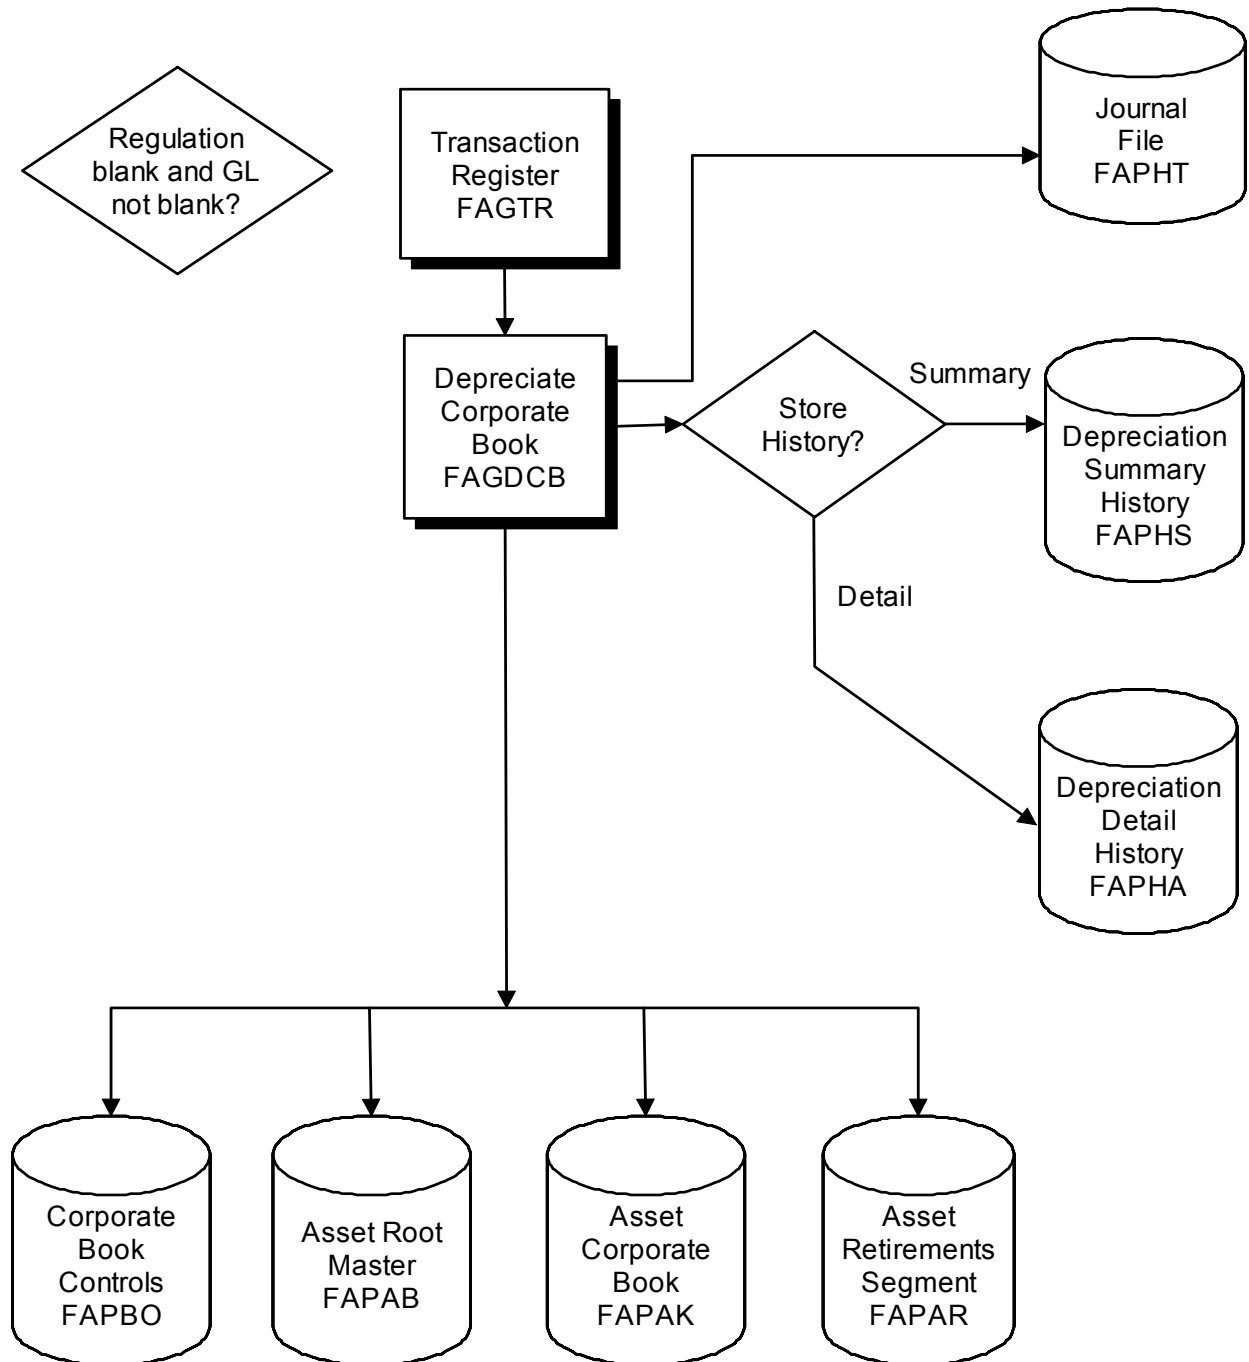 Regulation
blank and GL
not blank?
Transaction
Register
FAGTR
Journal
File
FAPHT
Depreciate
Corporate
Book
FAGDCB
Store
History?
Summary
Depreciation
Summary
History
FAPHS
Detail
Depreciation
Detail
History
FAPHA
Corporate
Book
Controls
FAPBO
Asset Root
Master
FAPAB
Asset
Corporate
Book
FAPAK
Asset
Retirements
Segment
FAPAR